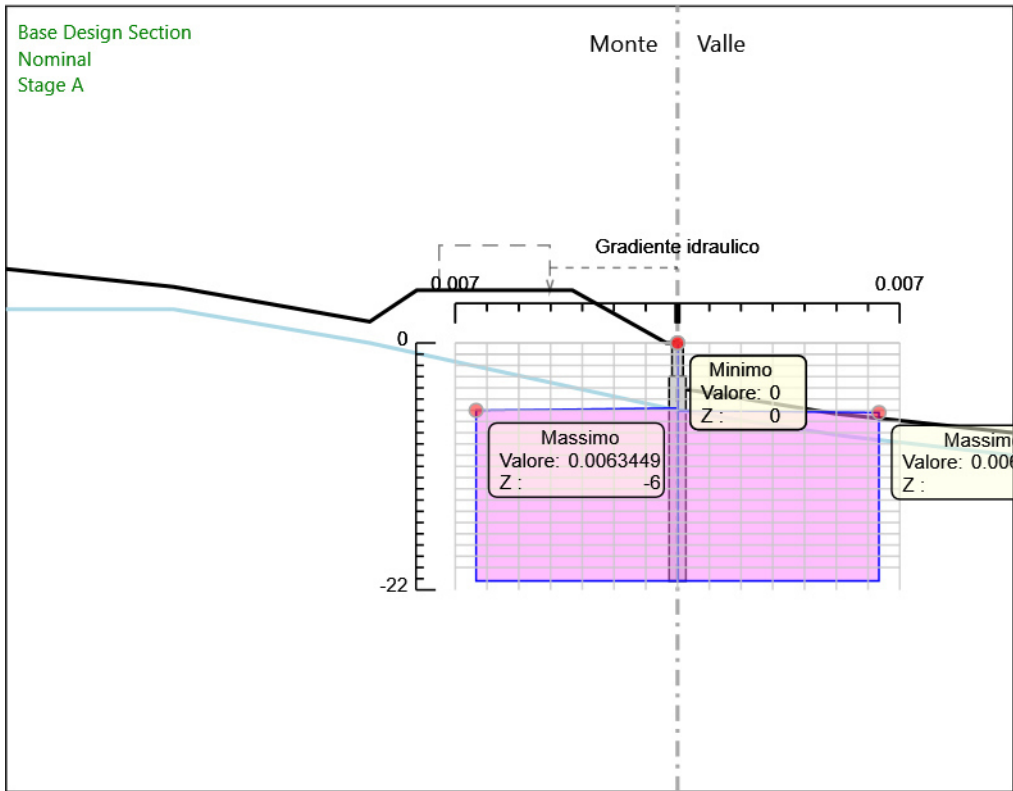 Base Design Section
Nominal
Stage A
Monte Valle
Gradiente idraulico
0.007 0.007
0
Minimo
Valore: 0
Z : 0
Massimo
Valore: 0.0063449
Z : -6
Massimo
Valore: 0.006
Z :
-22